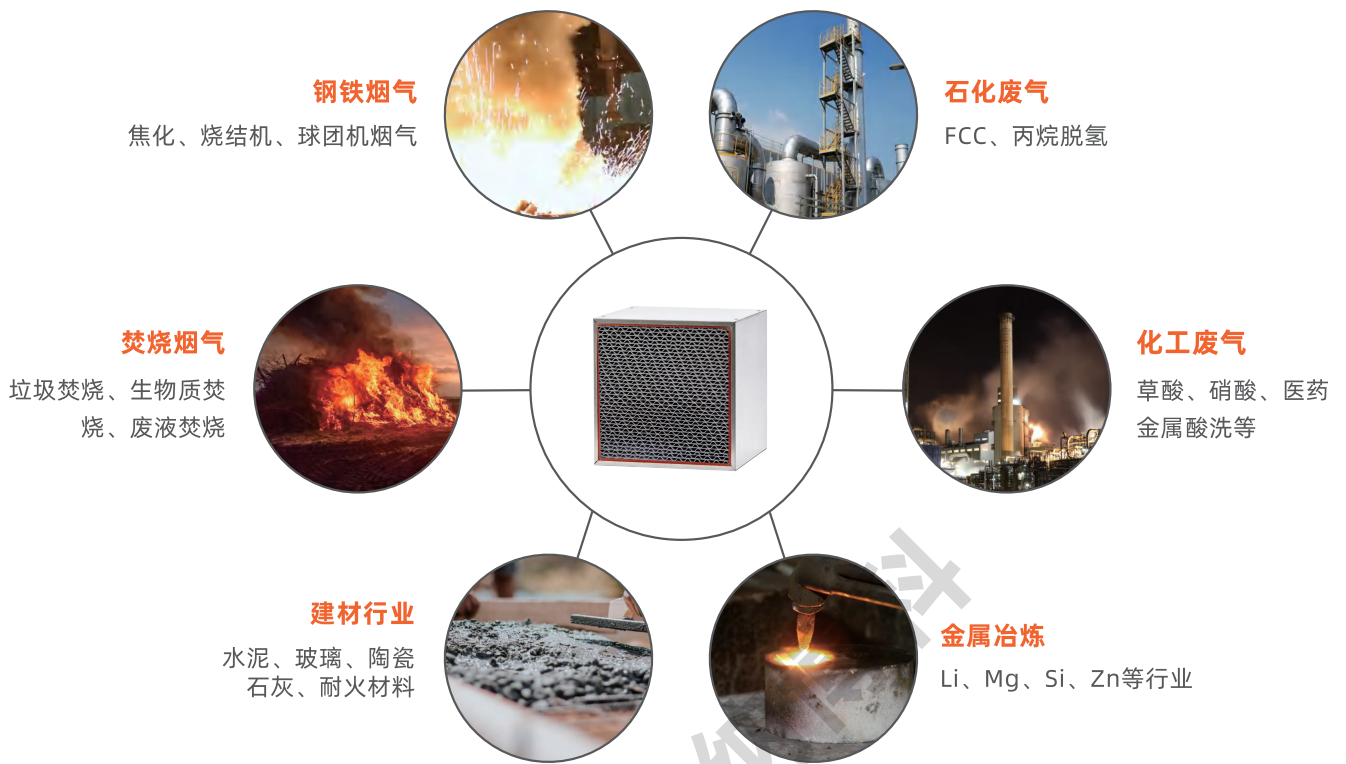 钢铁烟气
焦化、烧结机、球团机烟气
石化废气
FCC、丙烷脱氢
焚烧烟气
垃圾焚烧、生物质焚
烧、废液焚烧
化工废气
草酸、硝酸、医药
金属酸洗等
建材行业
水泥、玻璃、陶瓷
石灰、耐火材料
金属冶炼
Li、Mg、Si、Zn等行业